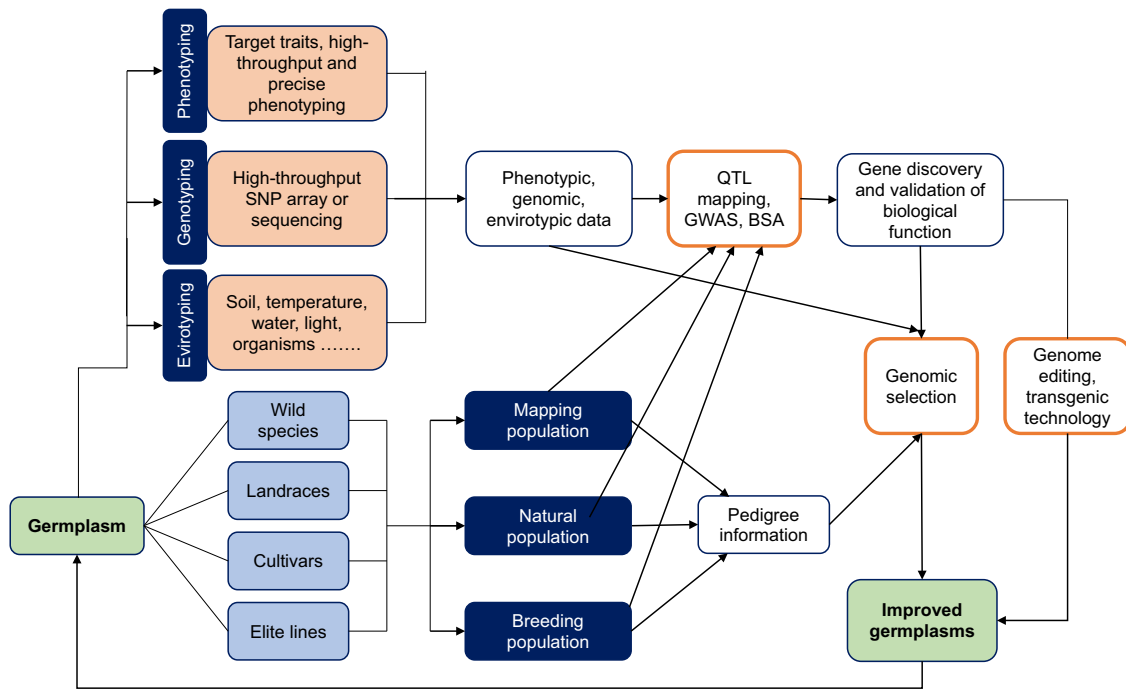 Phenotyping
Target traits, high-
throughput and
precise
phenotyping
Genotyping
High-throughput
SNP array or
sequencing
Evirotyping
Soil, temperature,
water, light,
organisms …….
Phenotypic,
genomic,
envirotypic data
QTL
mapping,
GWAS, BSA
Gene discovery
and validation of
biological
function
Genomic
selection
Genome
editing,
transgenic
technology
Germplasm
Wild
species
Landraces
Cultivars
Elite lines
Mapping
population
Natural
population
Breeding
population
Pedigree
information
Improved
germplasms